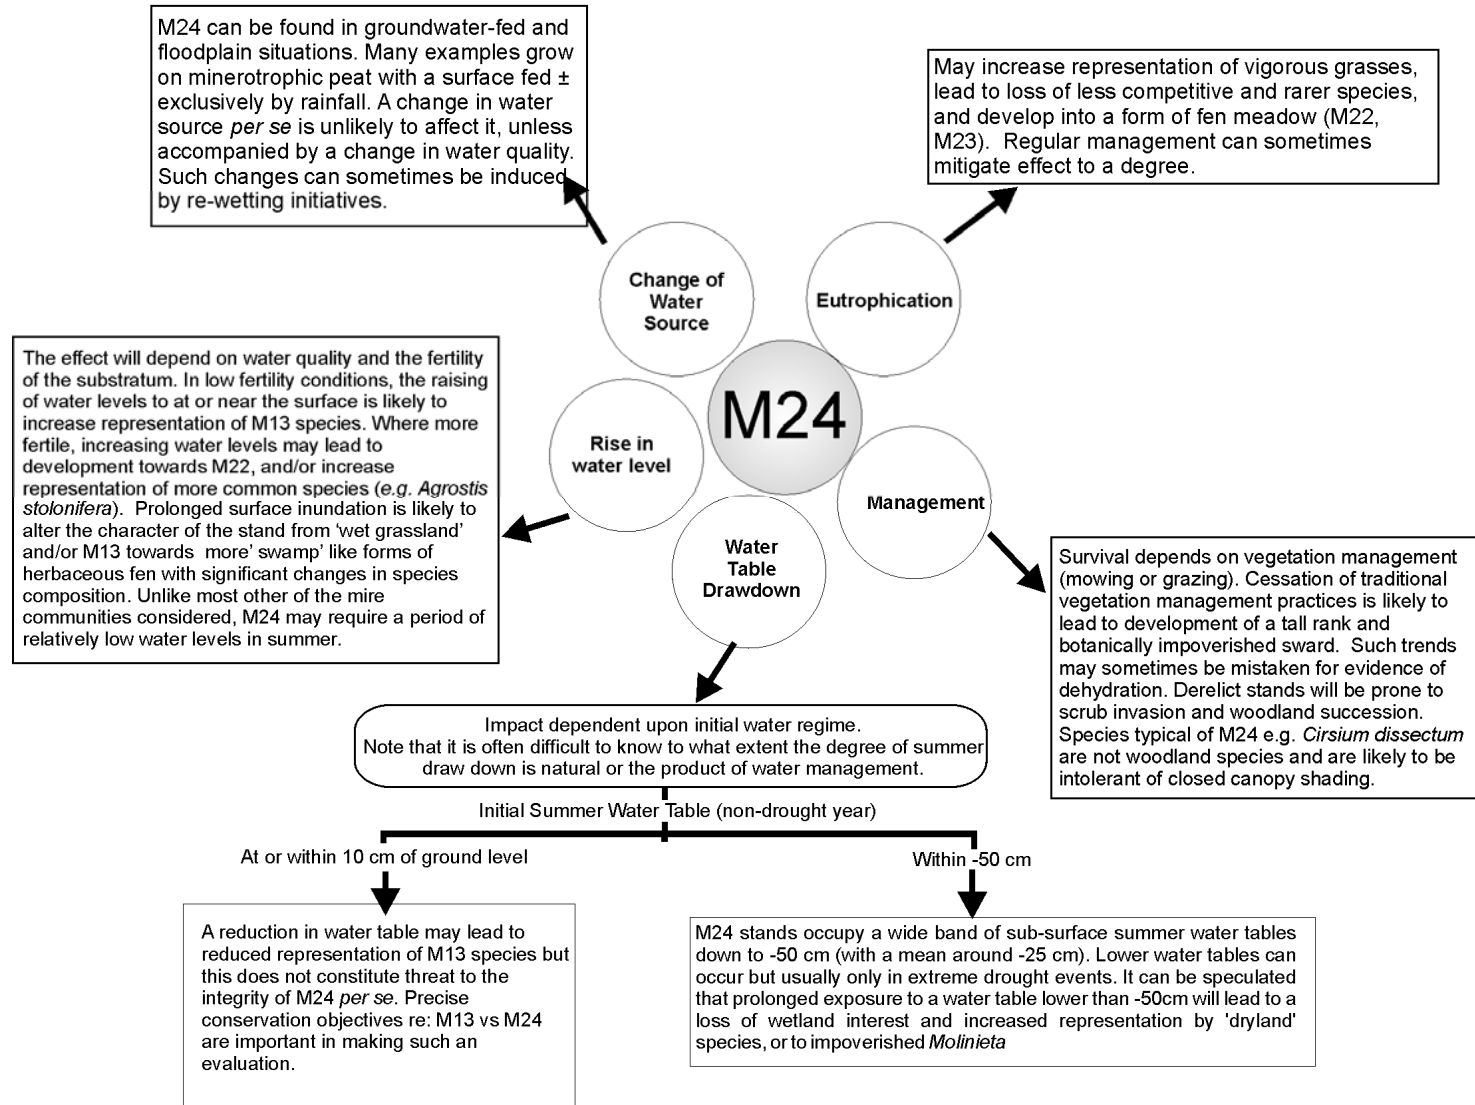 M24 can be found in groundwater-fed and
floodplain situations. Many examples grow
on minerotrophic peat with a surface fed ±
exclusively by rainfall. A change in water
source per se is unlikely to affect it, unless
accompanied by a change in water quality.
Such changes can sometimes be induced
by re-wetting initiatives.
May increase representation of vigorous grasses,
lead to loss of less competitive and rarer species,
and develop into a form of fen meadow (M22,
M23). Regular management can sometimes
mitigate effect to a degree.
Change of
Water
Source
Eutrophication
The effect will depend on water quality and the fertility
of the substratum. In low fertility conditions, the raising
of water levels to at or near the surface is likely to
increase representation of M13 species. Where more
fertile, increasing water levels may lead to
development towards M22, and/or increase
representation of more common species (e.g. Agrostis
stolonifera). Prolonged surface inundation is likely to
alter the character of the stand from ‘wet grassland’
and/or M13 towards more’ swamp’ like forms of
herbaceous fen with significant changes in species
composition. Unlike most other of the mire
communities considered, M24 may require a period of
relatively low water levels in summer.
M24
Rise in
water level
Management
Water
Table
Drawdown
Survival depends on vegetation management
(mowing or grazing). Cessation of traditional
vegetation management practices is likely to
lead to development of a tall rank and
botanically impoverished sward. Such trends
may sometimes be mistaken for evidence of
dehydration. Derelict stands will be prone to
scrub invasion and woodland succession.
Species typical of M24 e.g. Cirsium dissectum
are not woodland species and are likely to be
intolerant of closed canopy shading.
Impact dependent upon initial water regime.
Note that it is often difficult to know to what extent the degree of summer
draw down is natural or the product of water management.
Initial Summer Water Table (non-drought year)
At or within 10 cm of ground level
Within -50 cm
A reduction in water table may lead to
reduced representation of M13 species but
this does not constitute threat to the
integrity of M24 per se. Precise
conservation objectives re: M13 vs M24
are important in making such an
evaluation.
M24 stands occupy a wide band of sub-surface summer water tables
down to -50 cm (with a mean around -25 cm). Lower water tables can
occur but usually only in extreme drought events. It can be speculated
that prolonged exposure to a water table lower than -50cm will lead to a
loss of wetland interest and increased representation by 'dryland'
species, or to impoverished Molinieta